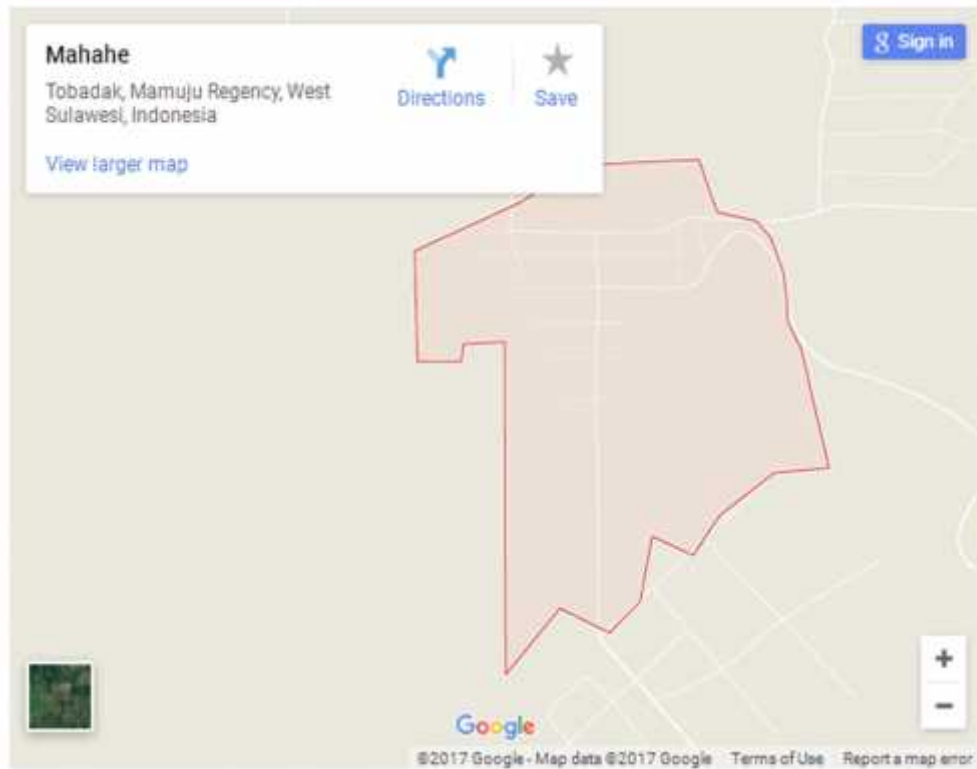 Mahahe
Tobadak, Mamuju Regency, West
Sulawesi, Indonesia
Directions
Save
View larger map
Sign in
Google
©2017 Google - Map data ©2017 Google Terms of Use Report a map error